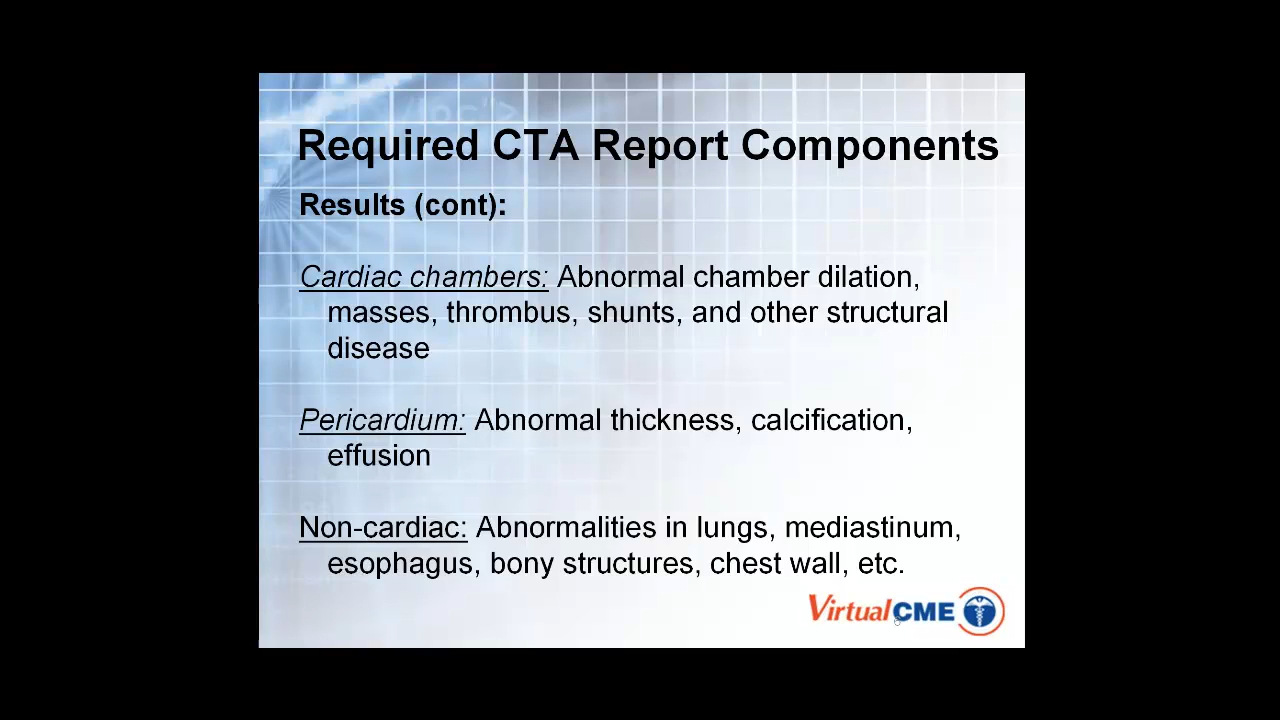 Required CTA Report Components
Results (cont):
Cardiac chambers: Abnormal chamber dilation,
masses, thrombus, shunts, and other structural
disease
Pericardium: Abnormal thickness, calcification,
effusion
Non-cardiac: Abnormalities in lungs, mediastinum,
esophagus, bony structures, chest wall, etc.
VirtualCME